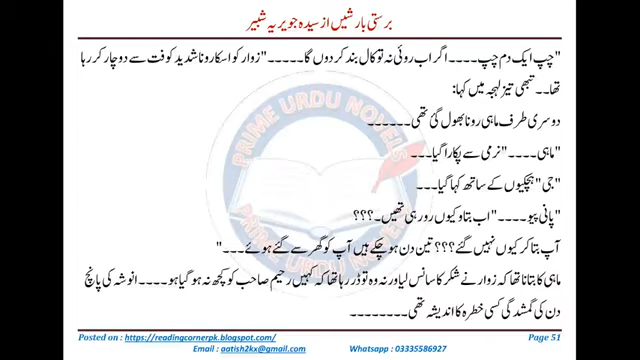 برستی بارشیں از سیدہ جویریہ شبیر
"چپ ایک دم چپ۔۔۔۔ اگر اب روئی نہ تو کال بند کردوں گا۔۔۔۔۔" زوار کو اسکا رونا شدید کوفت سے دوچار کر رہا
تھا۔۔ تبھی تیز لہجہ میں کہا:
دوسری طرف ماہی رونا بھول گئی تھی۔۔۔۔۔۔
"ماہی۔۔۔۔" نرمی سے پکارا گیا۔۔۔
"جی" ہچکیوں کے ساتھ کہا گیا۔۔۔
"پانی پیو۔۔۔۔" اب بتاو کیوں رو رہی تھیں۔؟؟؟
آپ بتا کر کیوں نہیں گئے؟؟؟ تین دن ہو چکے ہیں آپ کو گھر سے گئے ہوئے۔۔۔"
ماہی کا بتانا تھا کہ زوار نے شکر کا سانس لیا ورنہ وہ تو ڈر رہا تھا کہ کہیں رحیم صاحب کو کچھ نہ ہو گیا ہو۔۔۔۔ انوشہ کی پانچ
دن کی گمشدگی کسی خطرہ کا اندیشہ تھی۔۔۔۔۔۔۔۔
PRIME URDU NOVELS
Posted on : https://readingcornerpk.blogspot.com/ Page 51
Email : aatish2kx@gmail.com Whatsapp : 03335586927